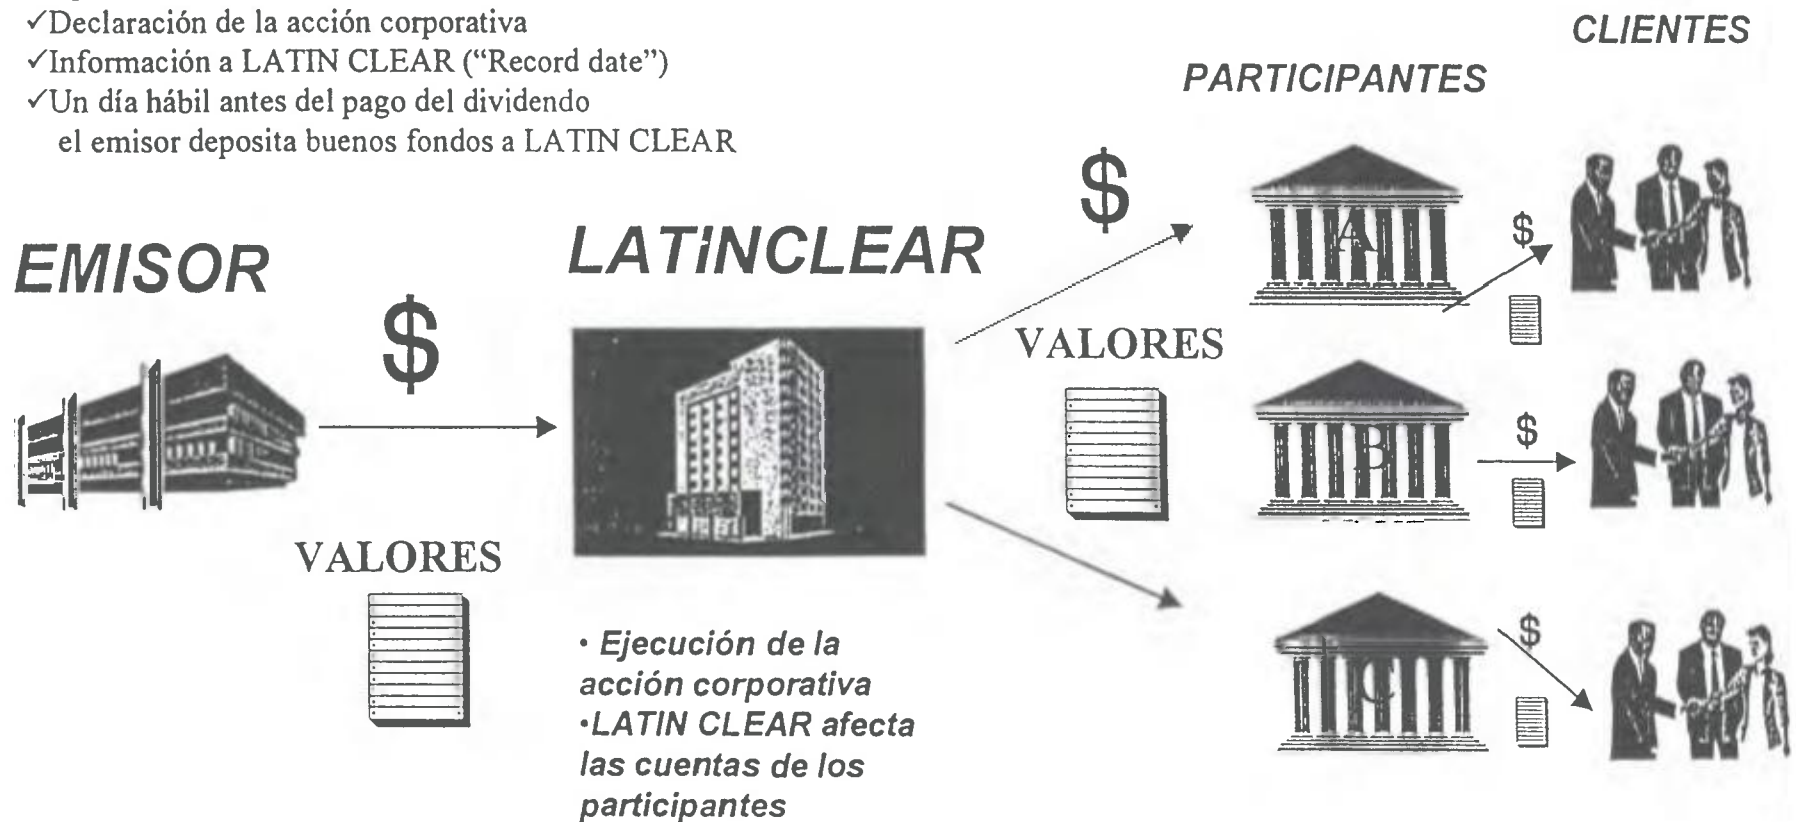 ✓Declaración de la acción corporativa
✓Información a LATIN CLEAR (“Record date”)
✓Un día hábil antes del pago del dividendo
el emisor deposita buenos fondos a LATIN CLEAR
CLIENTES
PARTICIPANTES
EMISOR
$
LATINCLEAR
$
VALORES
VALORES
A
$
B
$
C
$
• Ejecución de la
acción corporativa
•LATIN CLEAR afecta
las cuentas de los
participantes